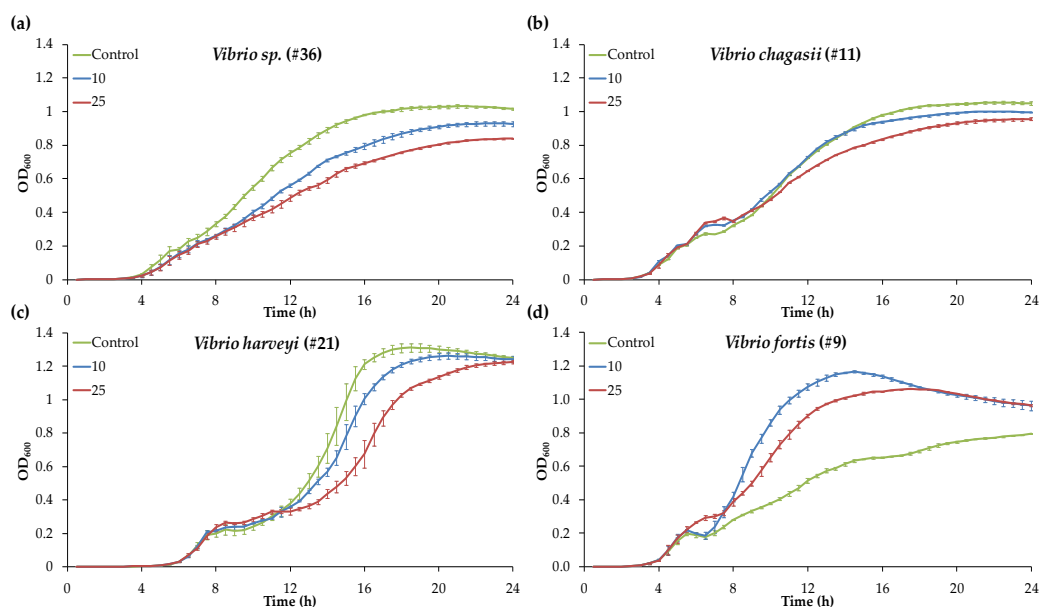 (a)
Vibrio sp. (#36)
Control
10
25
OD600
1.4
1.2
1
0.8
0.6
0.4
0.2
0
0 4 8 12 16 20 24
Time (h)
(b)
Vibrio chagasii (#11)
Control
10
25
OD600
1.4
1.2
1
0.8
0.6
0.4
0.2
0
0 4 8 12 16 20 24
Time (h)
(c)
Vibrio harveyi (#21)
Control
10
25
OD600
1.4
1.2
1
0.8
0.6
0.4
0.2
0
0 4 8 12 16 20 24
Time (h)
(d)
Vibrio fortis (#9)
Control
10
25
OD600
1.4
1.2
1
0.8
0.6
0.4
0.2
0
0 4 8 12 16 20 24
Time (h)